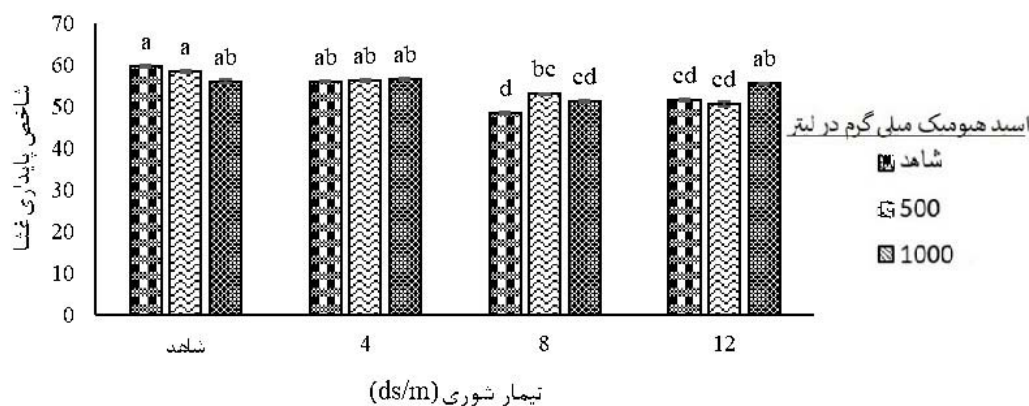 شاخص پایداری غشا
70
60
50
40
30
20
10
0
a a ab
ab ab ab
d bc cd
cd cd ab
شاهد 4 8 12
تیمار شوری (ds/m)
اسید هیومیک میلی گرم در لیتر
شاهد
500
1000